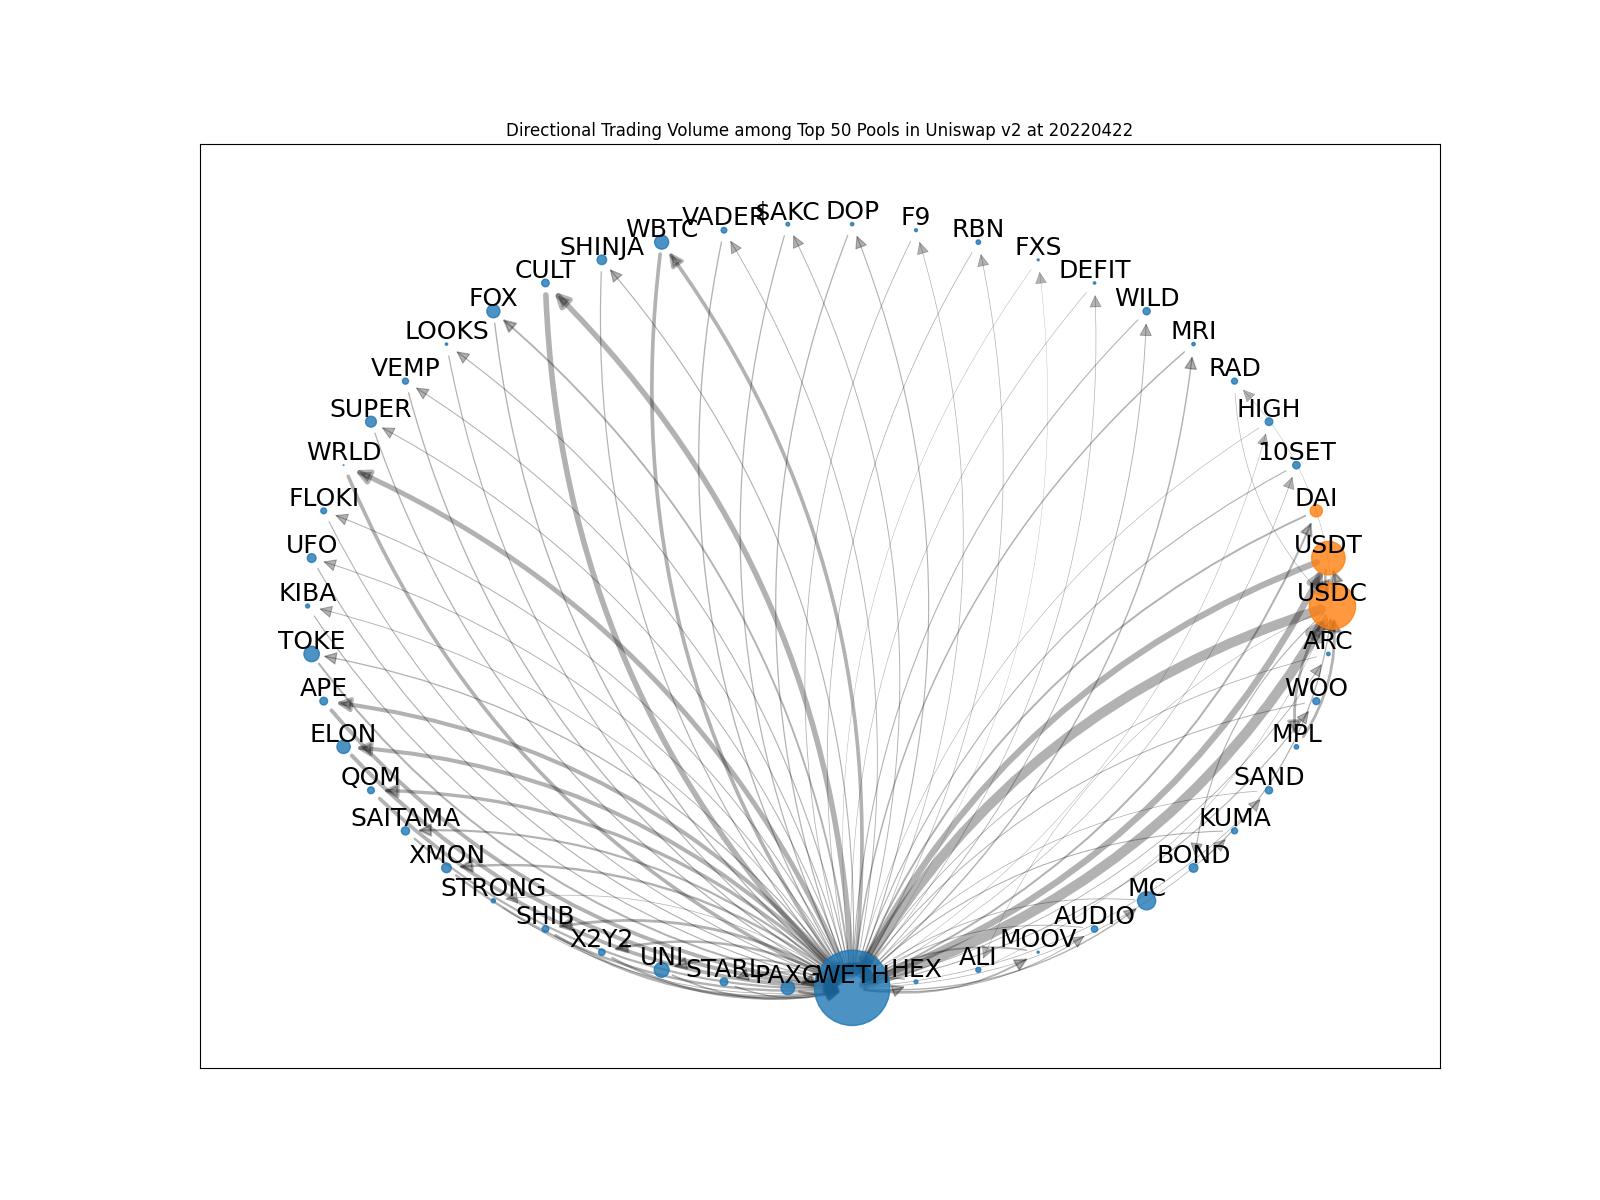 Directional Trading Volume among Top 50 Pools in Uniswap v2 at 20220422
$AKC
DOP
VADER
F9
WBTC
RBN
SHINJA
FXS
CULT
DEFIT
FOX
WILD
LOOKS
MRI
VEMP
RAD
SUPER
HIGH
WRLD
10SET
FLOKI
DAI
UFO
USDT
KIBA
USDC
TOKE
ARC
APE
WOO
ELON
MPL
QOM
SAND
SAITAMA
KUMA
XMON
BOND
STRONG
MC
SHIB
AUDIO
X2Y2
MOOV
UNI
ALI
STARL
HEX
PAXG
WETH